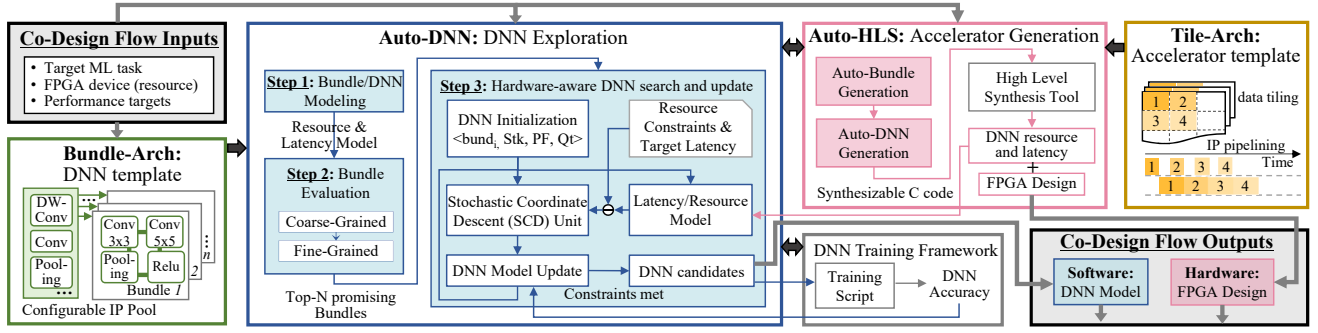 Co-Design Flow Inputs
• Target ML task
• FPGA device (resource)
• Performance targets
Bundle-Arch:
DNN template
DW-
Conv
Conv
Pool-
ing
...
...
Conv
3x3
Conv
5x5
Pool-
ing
Relu
Bundle 1
2
n
Configurable IP Pool
Auto-DNN: DNN Exploration
Step 1: Bundle/DNN
Modeling
Resource &
Latency Model
Step 2: Bundle
Evaluation
Coarse-Grained
Fine-Grained
Top-N promising
Bundles
Step 3: Hardware-aware DNN search and update
DNN Initialization
<bundi, Stk, PF, Qt>
Resource
Constraints &
Target Latency
Stochastic Coordinate
Descent (SCD) Unit
Latency/Resource
Model
DNN Model Update
DNN candidates
Constraints met
Auto-HLS: Accelerator Generation
Auto-Bundle
Generation
Auto-DNN
Generation
Synthesizable C code
High Level
Synthesis Tool
DNN resource
and latency
+
FPGA Design
DNN Training Framework
Training
Script
DNN
Accuracy
Tile-Arch:
Accelerator template
1 2
3 4
data tiling
IP pipelining
Time
1 2 3 4
1 2 3 4
Co-Design Flow Outputs
Software:
DNN Model
Hardware:
FPGA Design